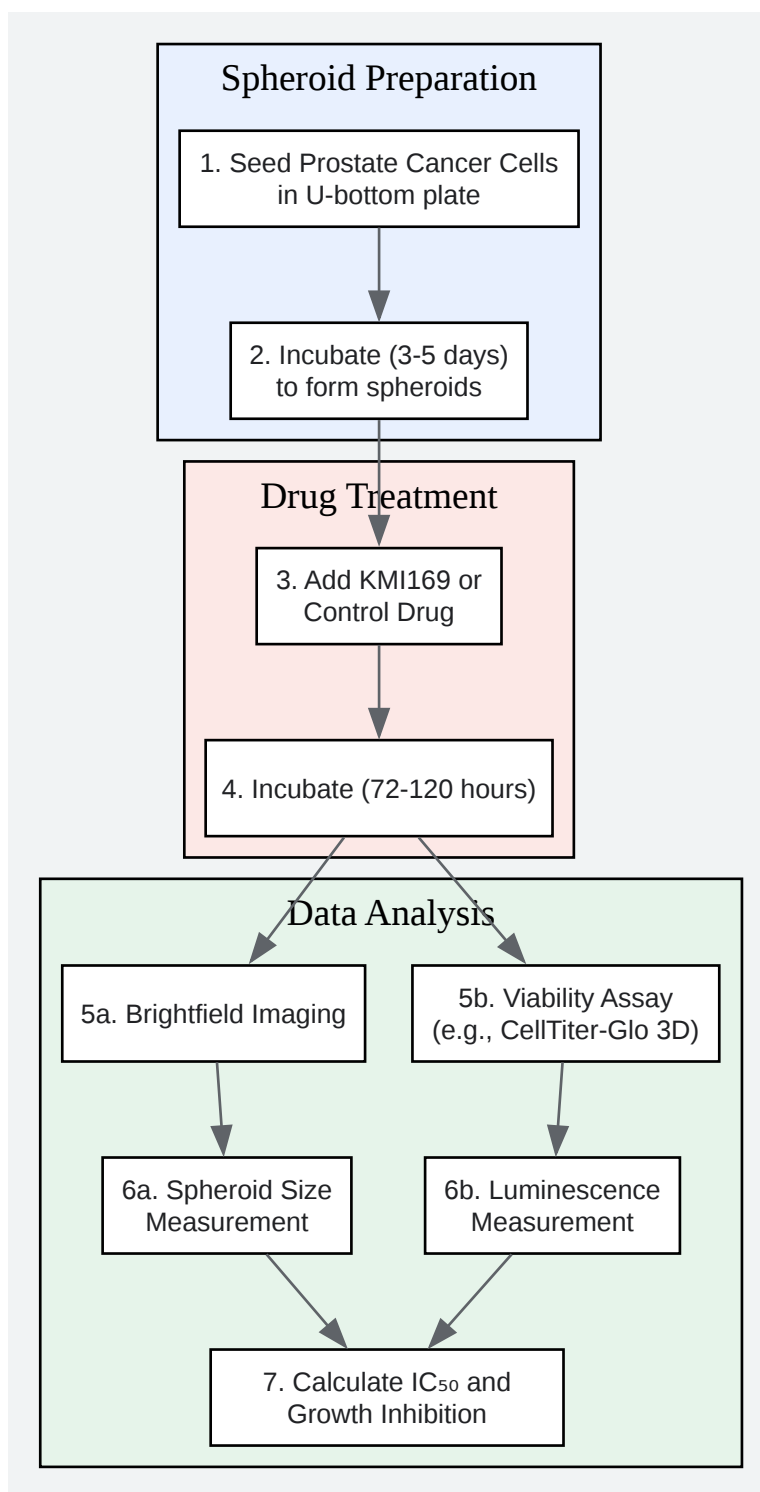 Spheroid Preparation
1. Seed Prostate Cancer Cells
in U-bottom plate
2. Incubate (3-5 days)
to form spheroids
Drug Treatment
3. Add KMI169 or
Control Drug
4. Incubate (72-120 hours)
Data Analysis
5a. Brightfield Imaging
5b. Viability Assay
(e.g., CellTiter-Glo 3D)
6a. Spheroid Size
Measurement
6b. Luminescence
Measurement
7. Calculate IC₅₀ and
Growth Inhibition